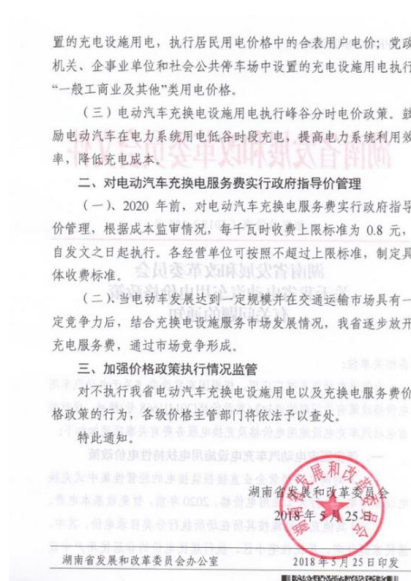 置的充电设施用电，执行居民用电价格中的合表用户电价；党政
机关、企事业单位和社会公共停车场中设置的充电设施用电执行
“一般工商业及其他”类用电价格。
（三）电动汽车充换电设施用电执行峰谷分时电价政策。鼓
励电动汽车在电力系统用电低谷时段充电，提高电力系统利用效
率，降低充电成本。
二、对电动汽车充换电服务费实行政府指导价管理
（一）、2020 年前，对电动汽车充换电服务费实行政府指导
价管理，根据成本监审情况，每千瓦时收费上限标准为 0.8 元，
自发文之日起执行。各经营单位可按照不超过上限标准，制定具
体收费标准。
（二）、当电动车发展达到一定规模并在交通运输市场具有一
定竞争力后，结合充换电设施服务市场发展情况，我省逐步放开
充电服务费，通过市场竞争形成。
三、加强价格政策执行情况监管
对不执行我省电动汽车充换电设施用电以及充换电服务费价
格政策的行为，各级价格主管部门将依法予以查处。
特此通知。
湖南省发展和改革委员会
2018 年 5 月 25 日
湖南省发展和改革委员会办公室 2018 年 5 月 25 日印发